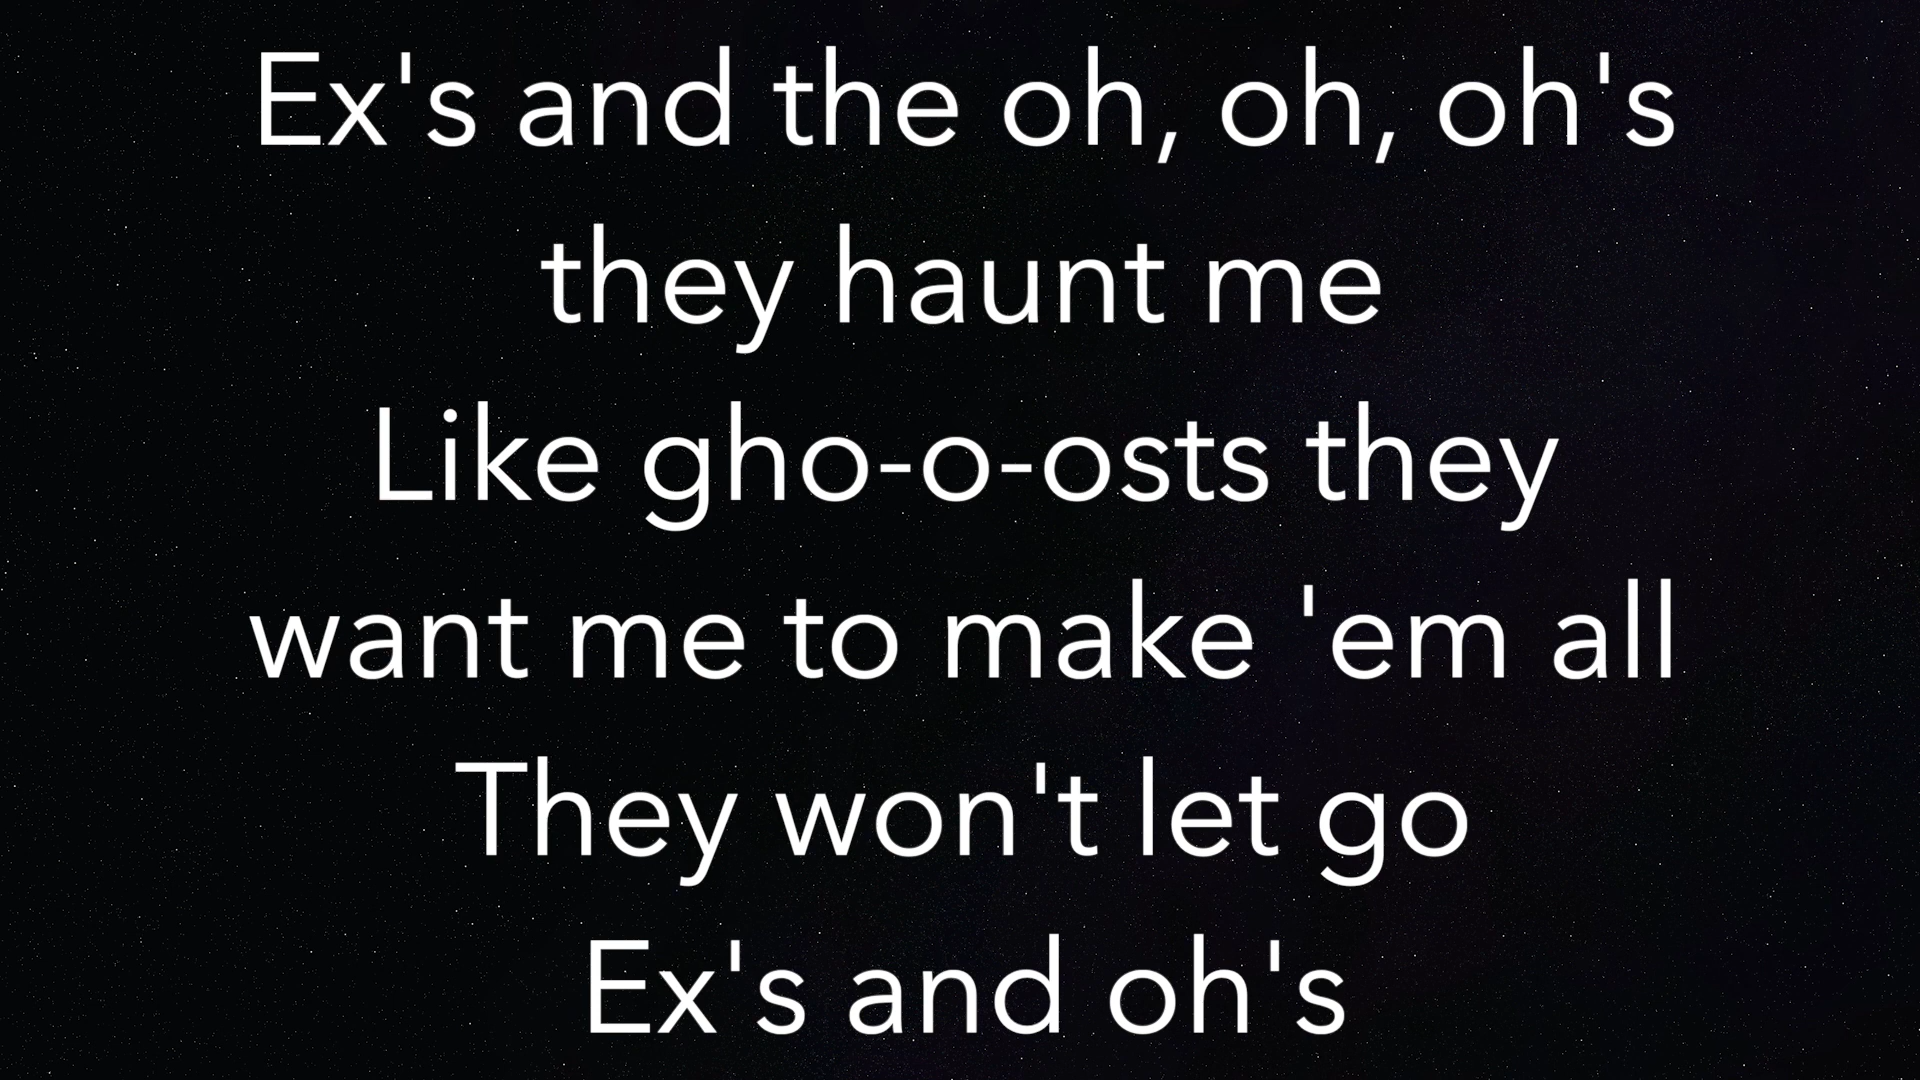 Ex's and the oh, oh, oh's
they haunt me
Like gho-o-osts they
want me to make 'em all
They won't let go
Ex's and oh's